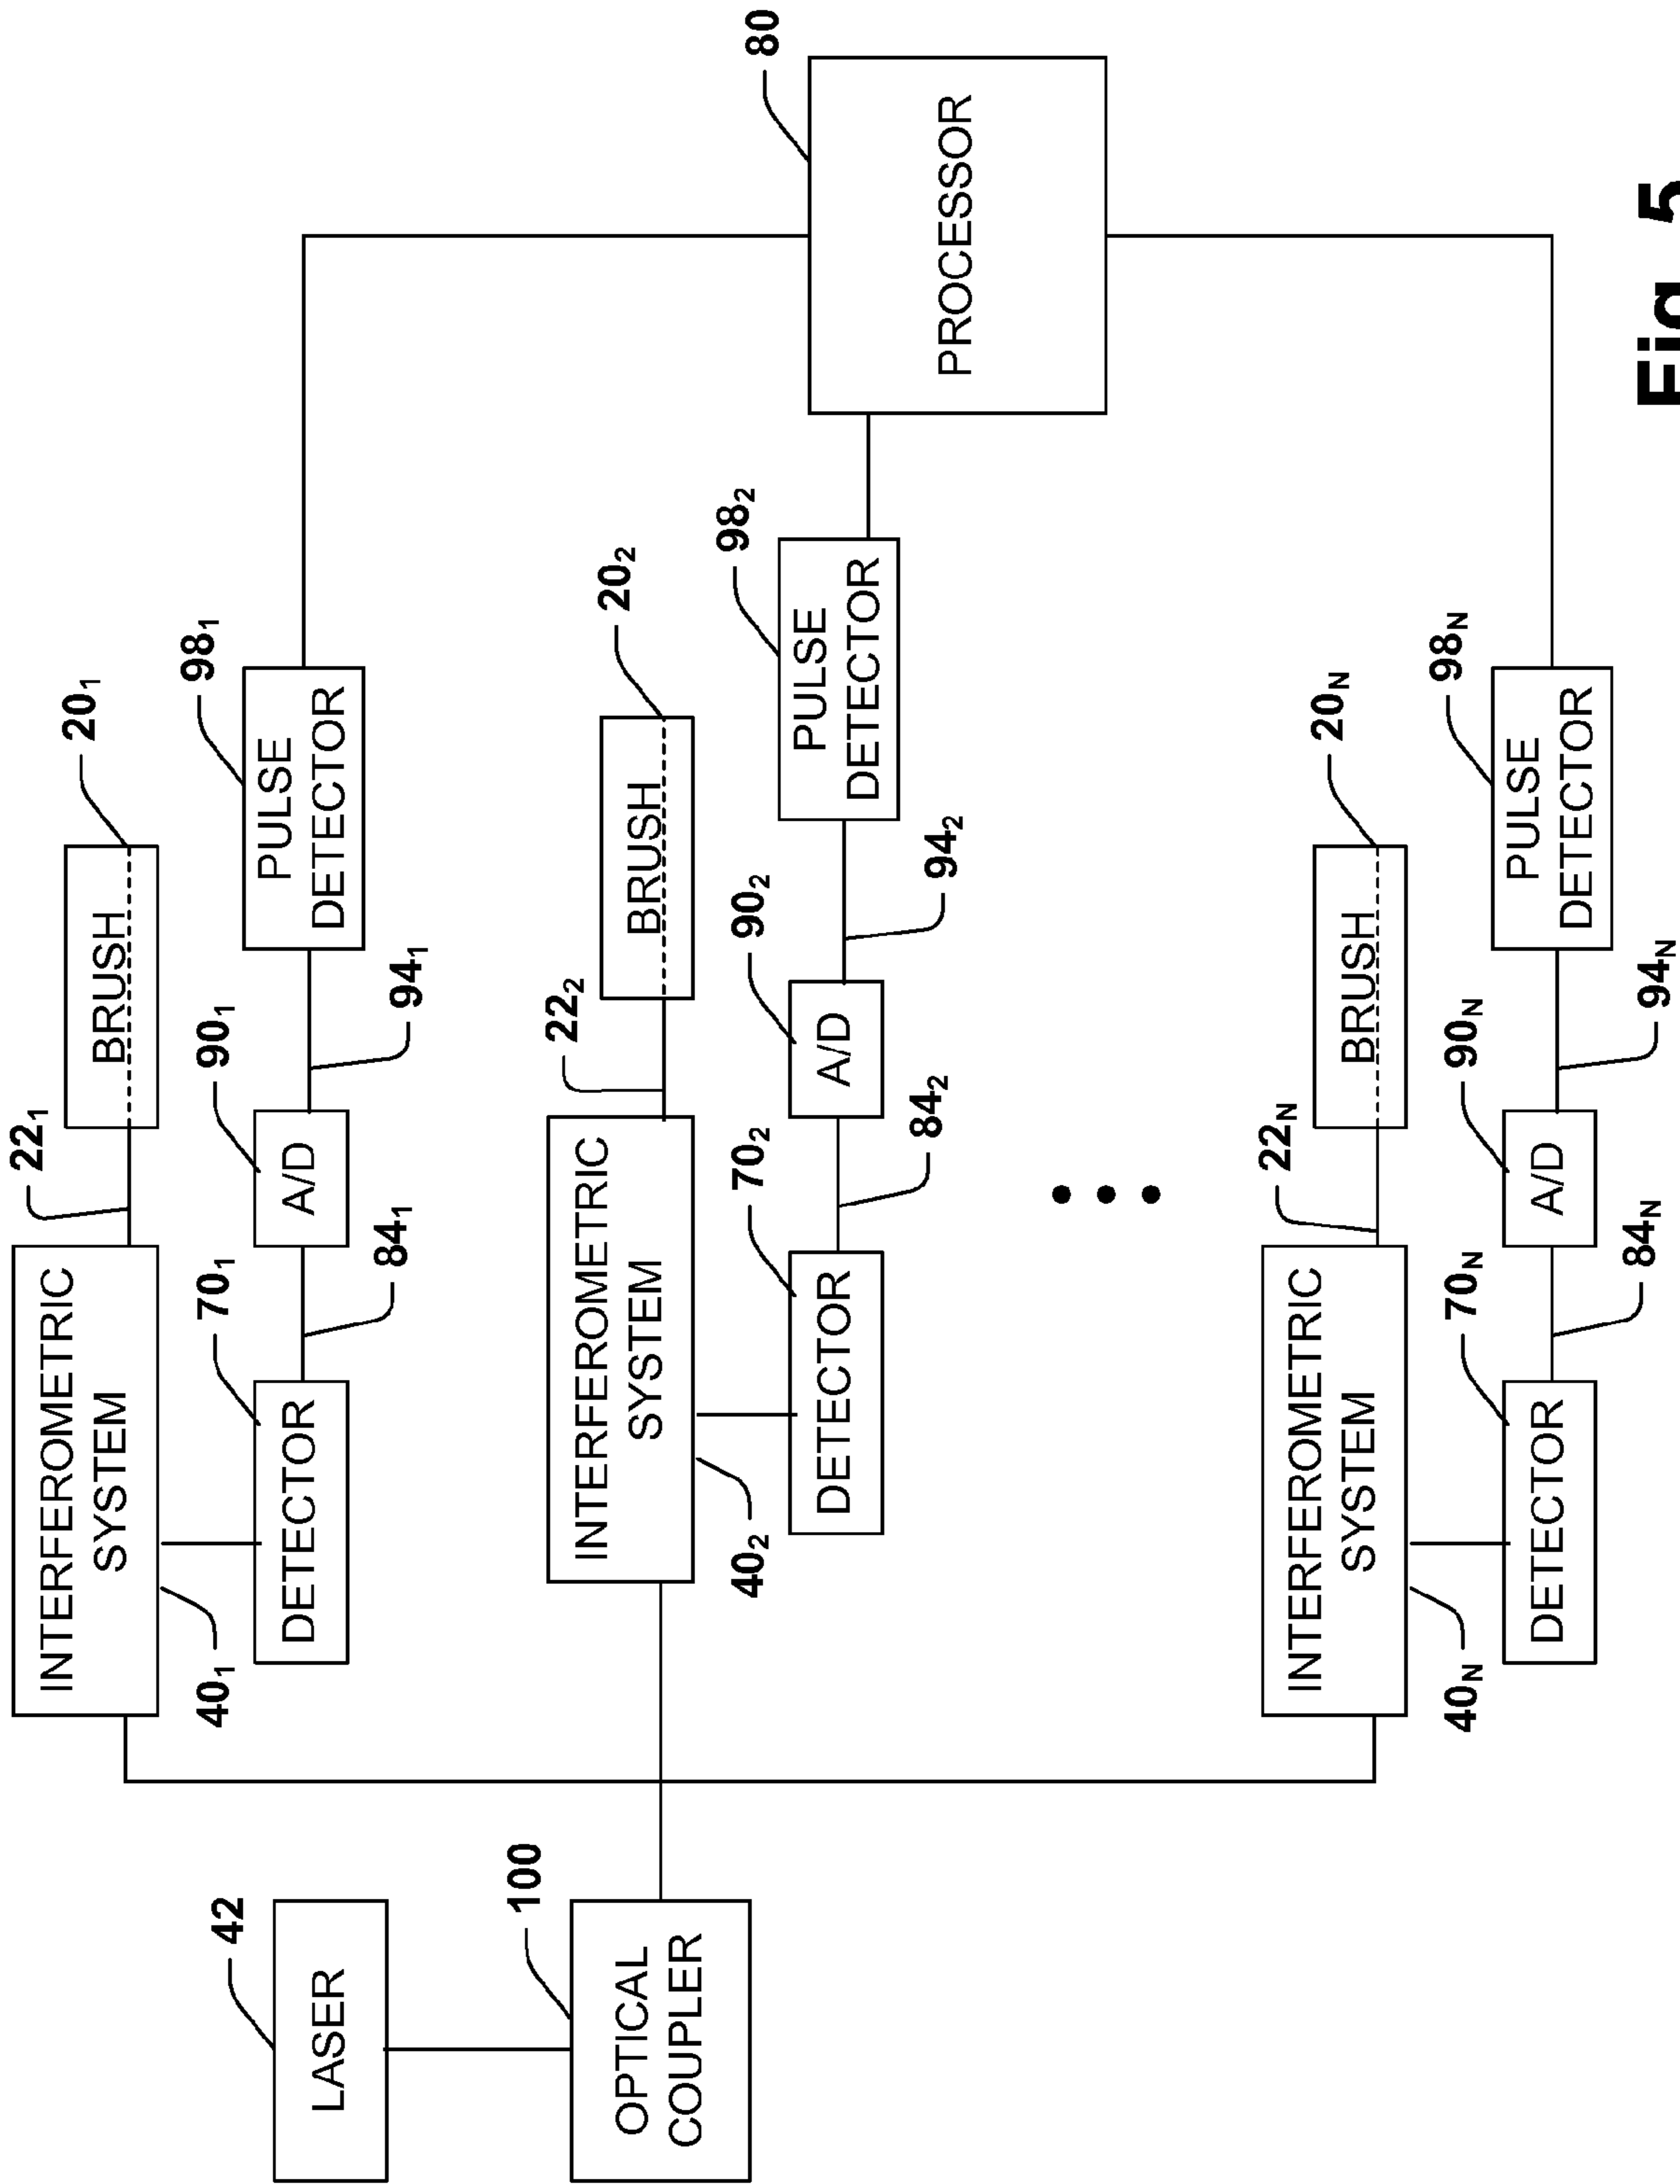 LASER
42
OPTICAL
COUPLER
100
INTERFEROMETRIC
SYSTEM
40₁
22₁
BRUSH
20₁
DETECTOR
70₁
84₁
A/D
90₁
94₁
PULSE
DETECTOR
98₁
INTERFEROMETRIC
SYSTEM
40₂
22₂
BRUSH
20₂
DETECTOR
70₂
84₂
A/D
90₂
94₂
PULSE
DETECTOR
98₂
PROCESSOR
80
INTERFEROMETRIC
SYSTEM
40N
22N
BRUSH
20N
DETECTOR
70N
84N
A/D
90N
94N
PULSE
DETECTOR
98N
Fig. 5